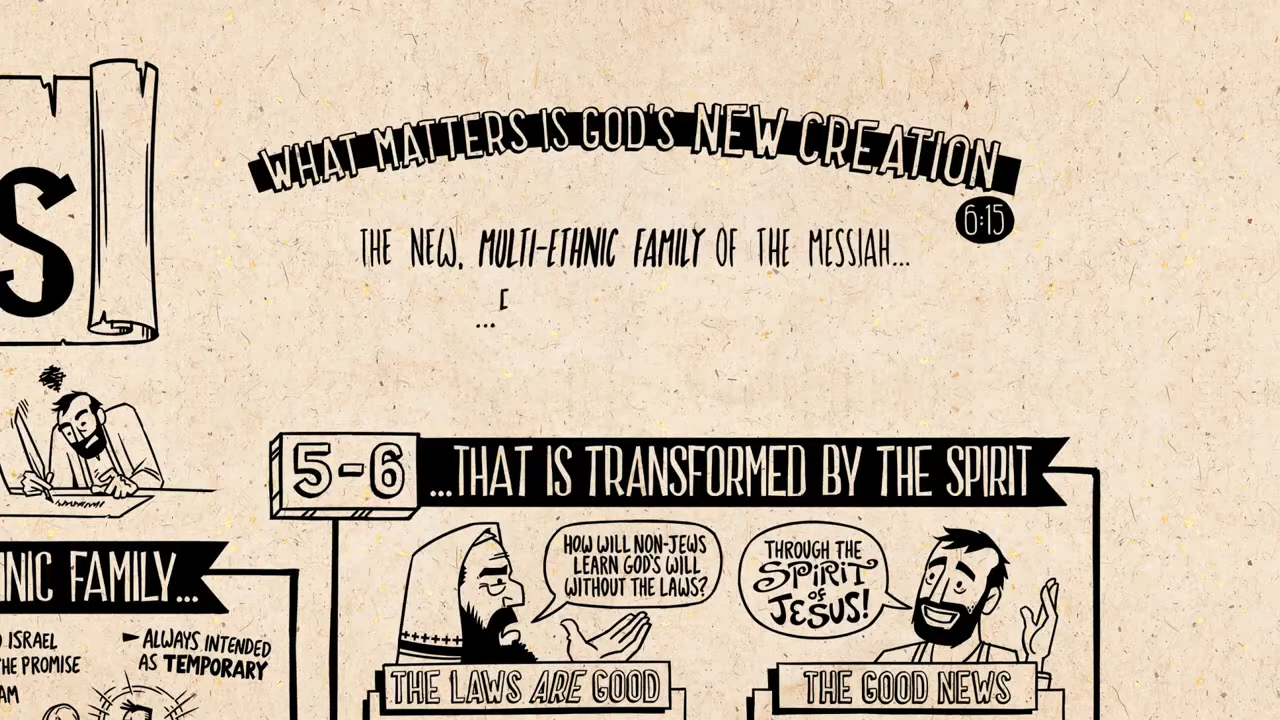 S
WHAT MATTERS IS GOD'S NEW CREATION
6:15
THE NEW, MULTI-ETHNIC FAMILY OF THE MESSIAH...
...
5-6
...THAT IS TRANSFORMED BY THE SPIRIT
HOW WILL NON-JEWS
LEARN GOD'S WILL
WITHOUT THE LAWS?
THROUGH THE
SPIRIT
of
JESUS!
THE LAWS ARE GOOD
THE GOOD NEWS
NIC FAMILY...
ISRAEL
HE PROMISE
AM
ALWAYS INTENDED
AS TEMPORARY